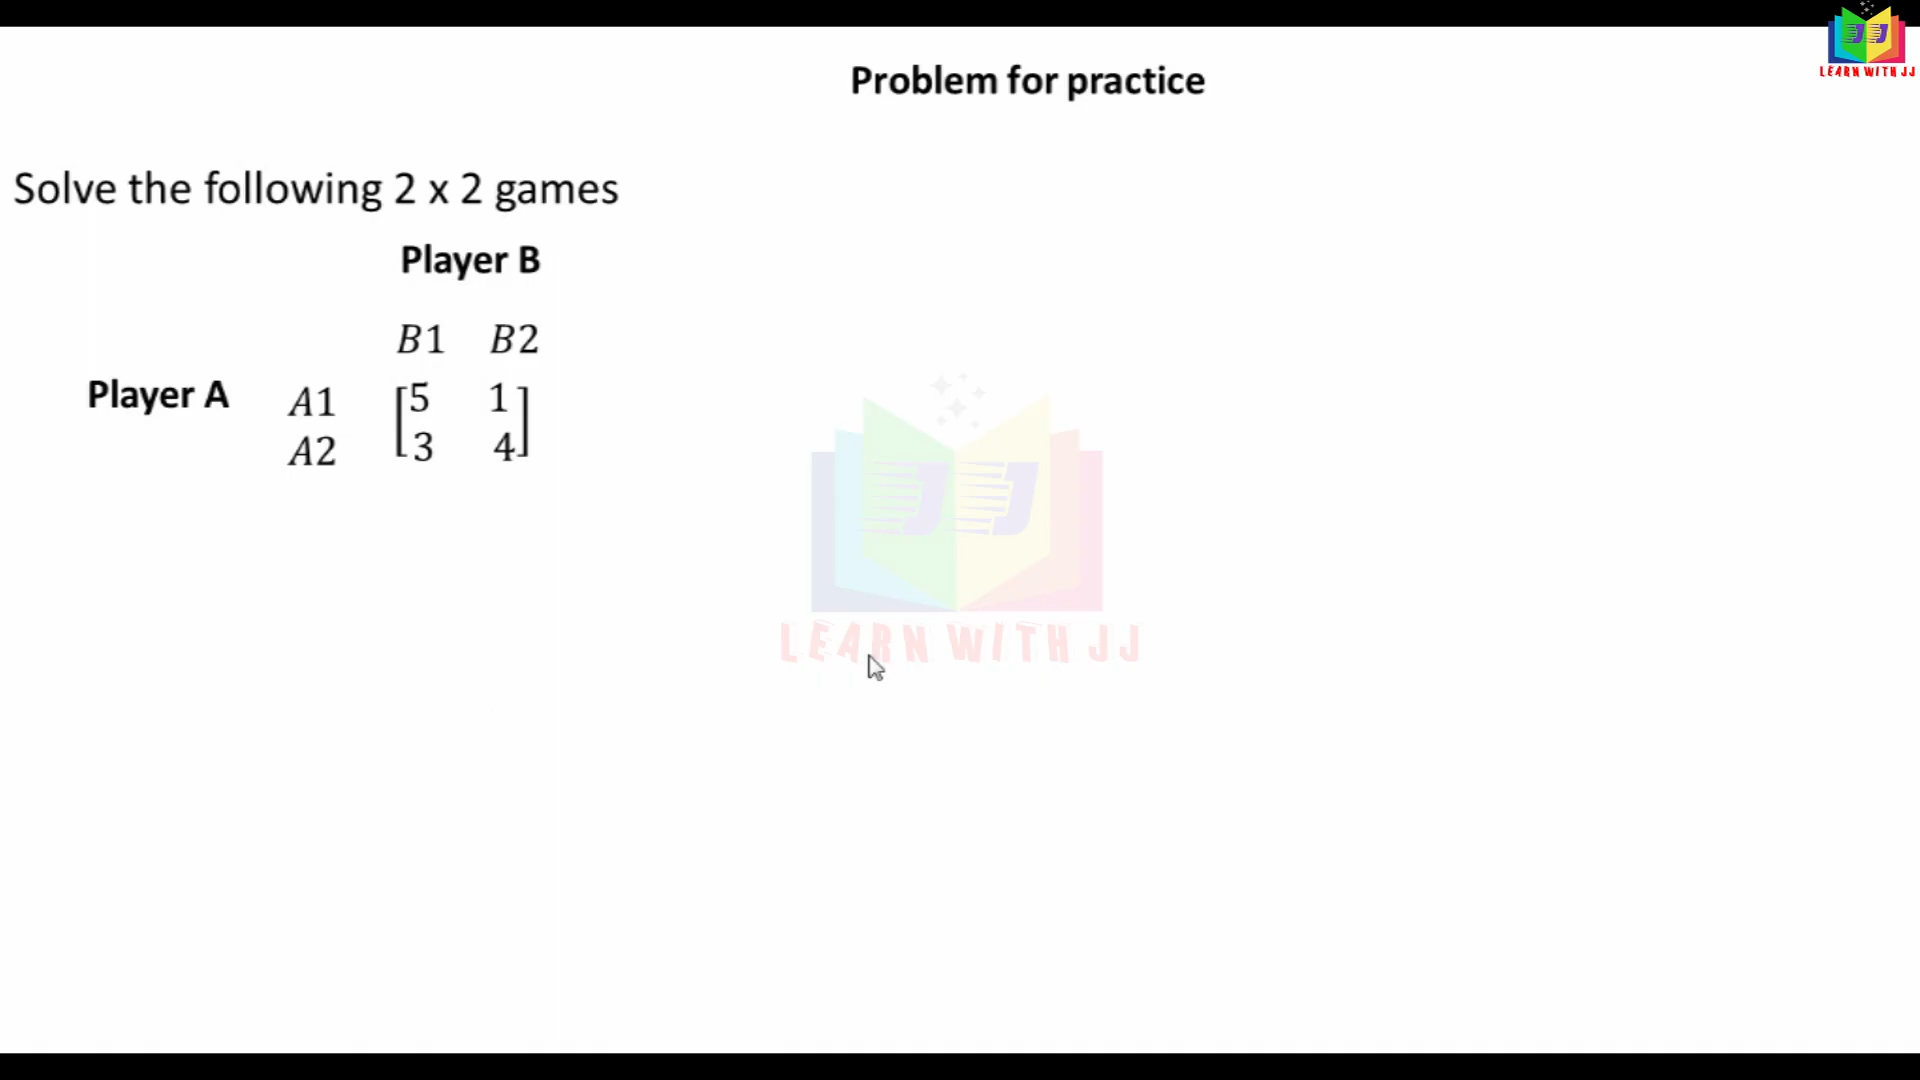 LEARN WITH JJ
Problem for practice
Solve the following 2 x 2 games
Player B
B1 B2
Player A A1 [5 1]
A2 [3 4]
JJ
LEARN WITH JJ